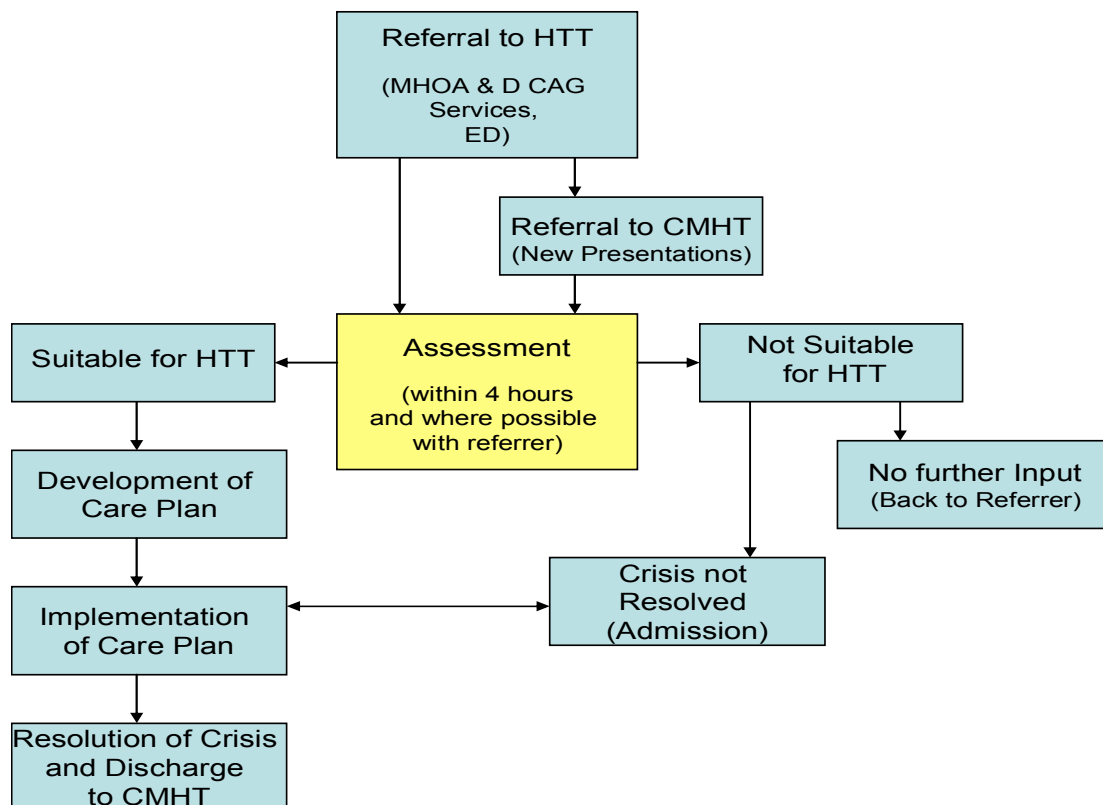 Referral to HTT
(MHOA & D CAG
Services,
ED)
Referral to CMHT
(New Presentations)
Assessment
(within 4 hours
and where possible
with referrer)
Suitable for HTT
Not Suitable
for HTT
Development of
Care Plan
No further Input
(Back to Referrer)
Implementation
of Care Plan
Crisis not
Resolved
(Admission)
Resolution of Crisis
and Discharge
to CMHT